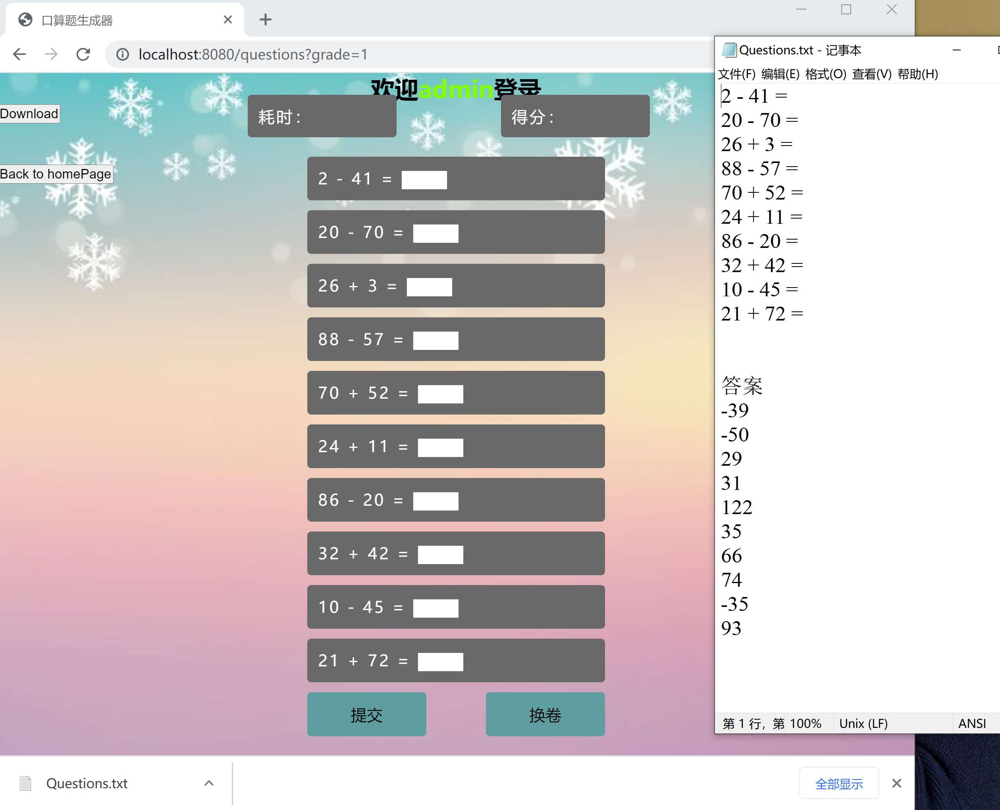 口算题生成器
localhost:8080/questions?grade=1
欢迎admin登录
Download
耗时：
得分：
Back to homePage
2 - 41 =
20 - 70 =
26 + 3 =
88 - 57 =
70 + 52 =
24 + 11 =
86 - 20 =
32 + 42 =
10 - 45 =
21 + 72 =
提交
换卷
Questions.txt
全部显示
Questions.txt - 记事本
文件(F) 编辑(E) 格式(O) 查看(V) 帮助(H)
2 - 41 =
20 - 70 =
26 + 3 =
88 - 57 =
70 + 52 =
24 + 11 =
86 - 20 =
32 + 42 =
10 - 45 =
21 + 72 =
答案
-39
-50
29
31
122
35
66
74
-35
93
第 1 行，第 100% Unix (LF) ANSI